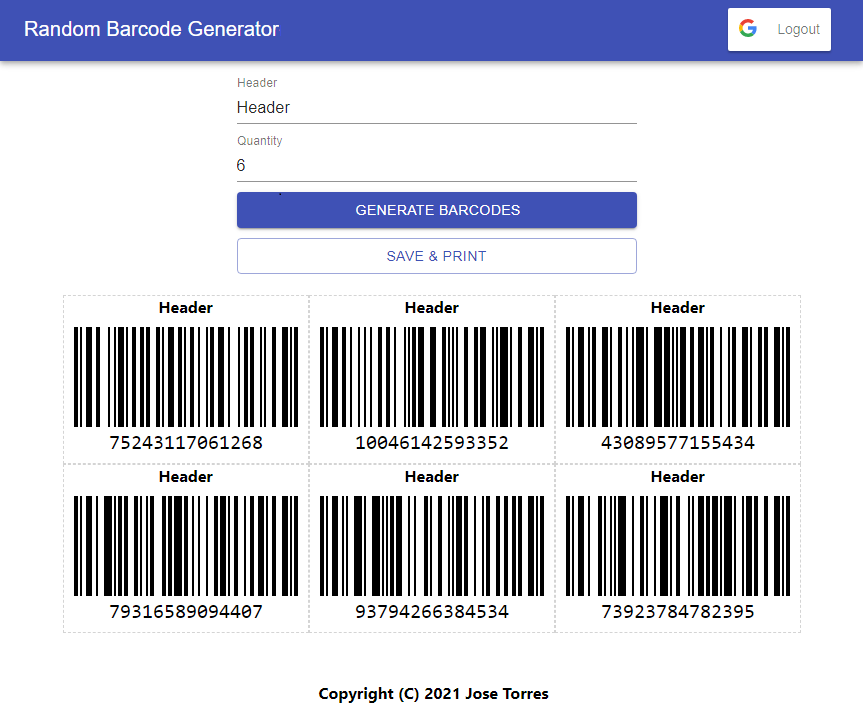 Random Barcode Generator
Logout
Header
Header
Quantity
6
GENERATE BARCODES
SAVE & PRINT
Header Header Header
75243117061268 10046142593352 43089577155434
Header Header Header
79316589094407 93794266384534 73923784782395
Copyright (C) 2021 Jose Torres